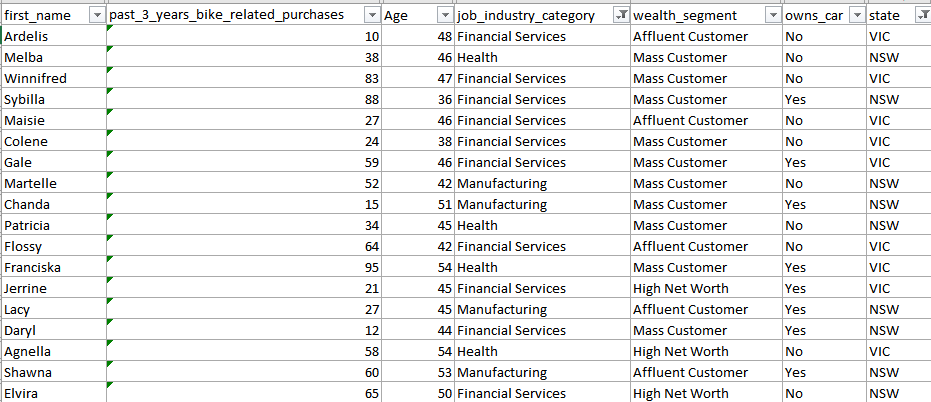 first_name past_3_years_bike_related_purchases Age job_industry_category wealth_segment owns_car state
Ardelis 10 48 Financial Services Affluent Customer No VIC
Melba 38 46 Health Mass Customer No NSW
Winnifred 83 47 Financial Services Mass Customer No VIC
Sybilla 88 36 Financial Services Mass Customer Yes NSW
Maisie 27 46 Financial Services Affluent Customer No VIC
Colene 24 38 Financial Services Mass Customer No VIC
Gale 59 46 Financial Services Mass Customer Yes VIC
Martelle 52 42 Manufacturing Mass Customer No NSW
Chanda 15 51 Manufacturing Mass Customer Yes NSW
Patricia 34 45 Health Mass Customer No NSW
Flossy 64 42 Financial Services Affluent Customer No VIC
Franciska 95 54 Health Mass Customer Yes VIC
Jerrine 21 45 Financial Services High Net Worth Yes VIC
Lacy 27 45 Manufacturing Affluent Customer Yes NSW
Daryl 12 44 Financial Services Mass Customer Yes NSW
Agnella 58 54 Health High Net Worth No VIC
Shawna 60 53 Manufacturing Affluent Customer Yes NSW
Elvira 65 50 Financial Services High Net Worth No NSW